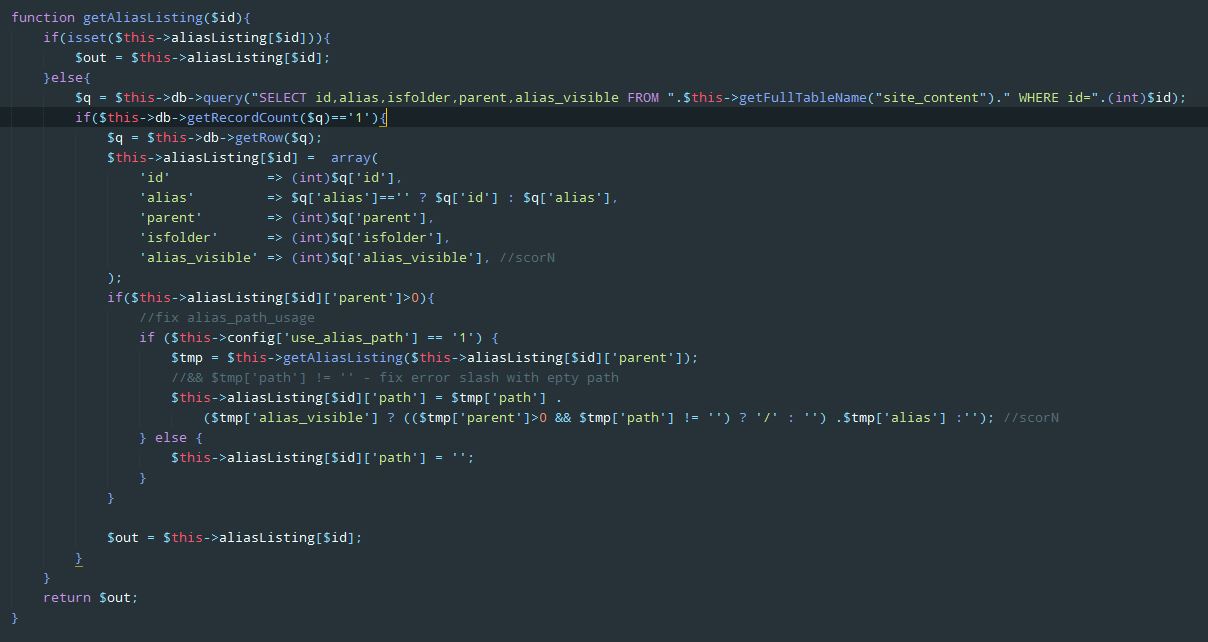 function getAliasListing($id){
    if(isset($this->aliasListing[$id])){
        $out = $this->aliasListing[$id];
    }else{
        $q = $this->db->query("SELECT id,alias,isfolder,parent,alias_visible FROM ".$this->getFullTableName("site_content")." WHERE id=".(int)$id);
        if($this->db->getRecordCount($q)=='1'){
            $q = $this->db->getRow($q);
            $this->aliasListing[$id] =  array(
                'id'            => (int)$q['id'],
                'alias'         => $q['alias']=='' ? $q['id'] : $q['alias'],
                'parent'        => (int)$q['parent'],
                'isfolder'      => (int)$q['isfolder'],
                'alias_visible' => (int)$q['alias_visible'], //scorN
            );
            if($this->aliasListing[$id]['parent']>0){
                //fix alias_path_usage
                if ($this->config['use_alias_path'] == '1') {
                    $tmp = $this->getAliasListing($this->aliasListing[$id]['parent']);
                    //&& $tmp['path'] != '' - fix error slash with epty path
                    $this->aliasListing[$id]['path'] = $tmp['path'] .
                        ($tmp['alias_visible'] ? (($tmp['parent']>0 && $tmp['path'] != '') ? '/' : '') .$tmp['alias'] :''); //scorN
                } else {
                    $this->aliasListing[$id]['path'] = '';
                }
            }

            $out = $this->aliasListing[$id];
        }
    }
    return $out;
}